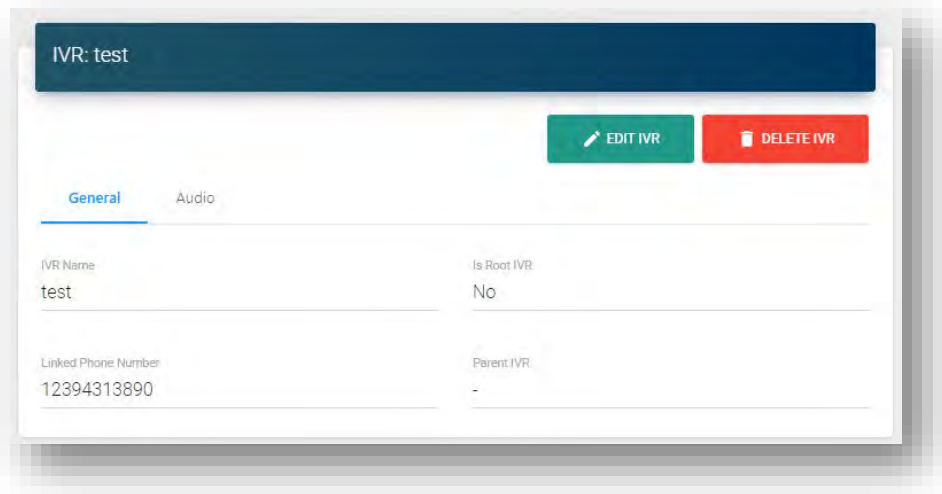 IVR: test
EDIT IVR DELETE IVR
General Audio
IVR Name Is Root IVR
test No
Linked Phone Number Parent IVR
12394313890 -